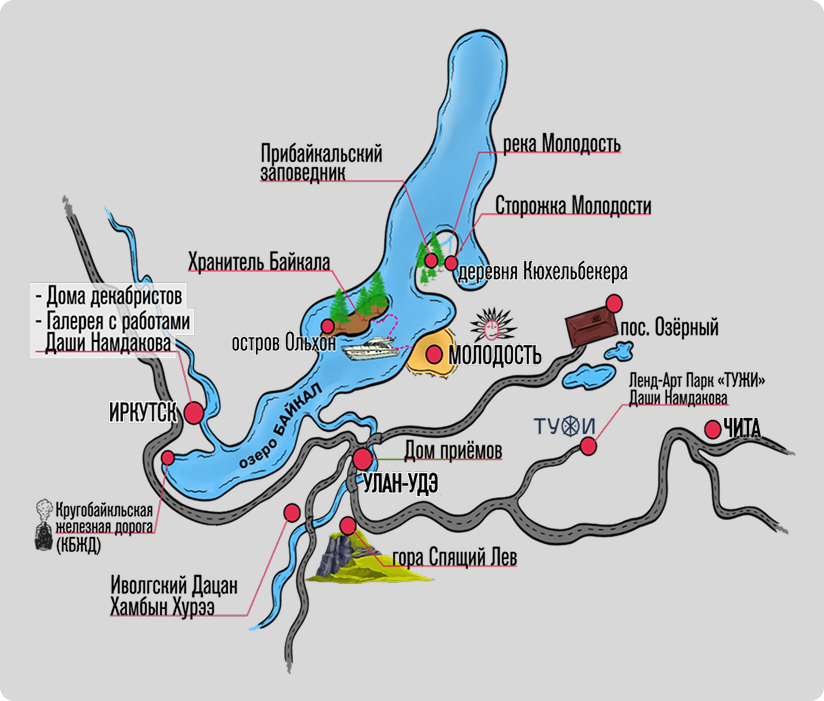 река Молодость
Прибайкальский
заповедник
Сторожка Молодости
Хранитель Байкала
деревня Кюхельбекера
- Дома декабристов
- Галерея с работами
Даши Намдакова
остров Ольхон
пос. Озёрный
МОЛОДОСТЬ
Ленд-Арт Парк «ТУЖИ»
Даши Намдакова
ИРКУТСК
озеро БАЙКАЛ
ТУЖИ
ЧИТА
Дом приёмов
УЛАН-УДЭ
Кругобайкльская
железная дорога
(КБЖД)
гора Спящий Лев
Иволгский Дацан
Хамбын Хурээ